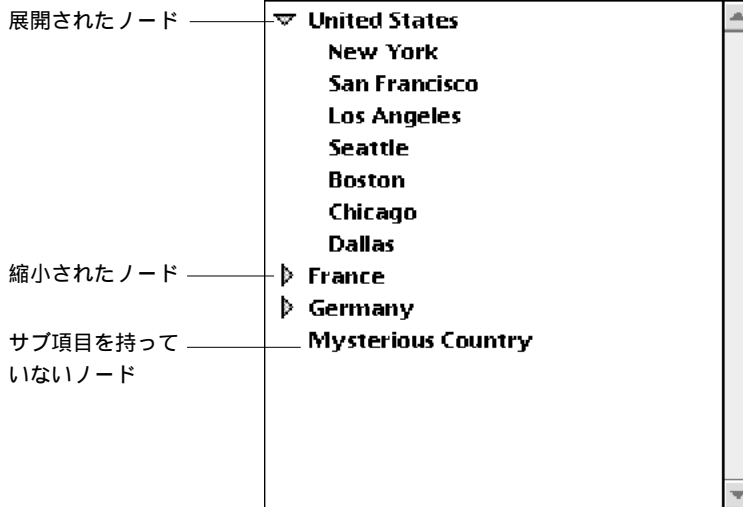 展開されたノード
United States
New York
San Francisco
Los Angeles
Seattle
Boston
Chicago
Dallas
縮小されたノード
France
Germany
サブ項目を持って
いないノード
Mysterious Country